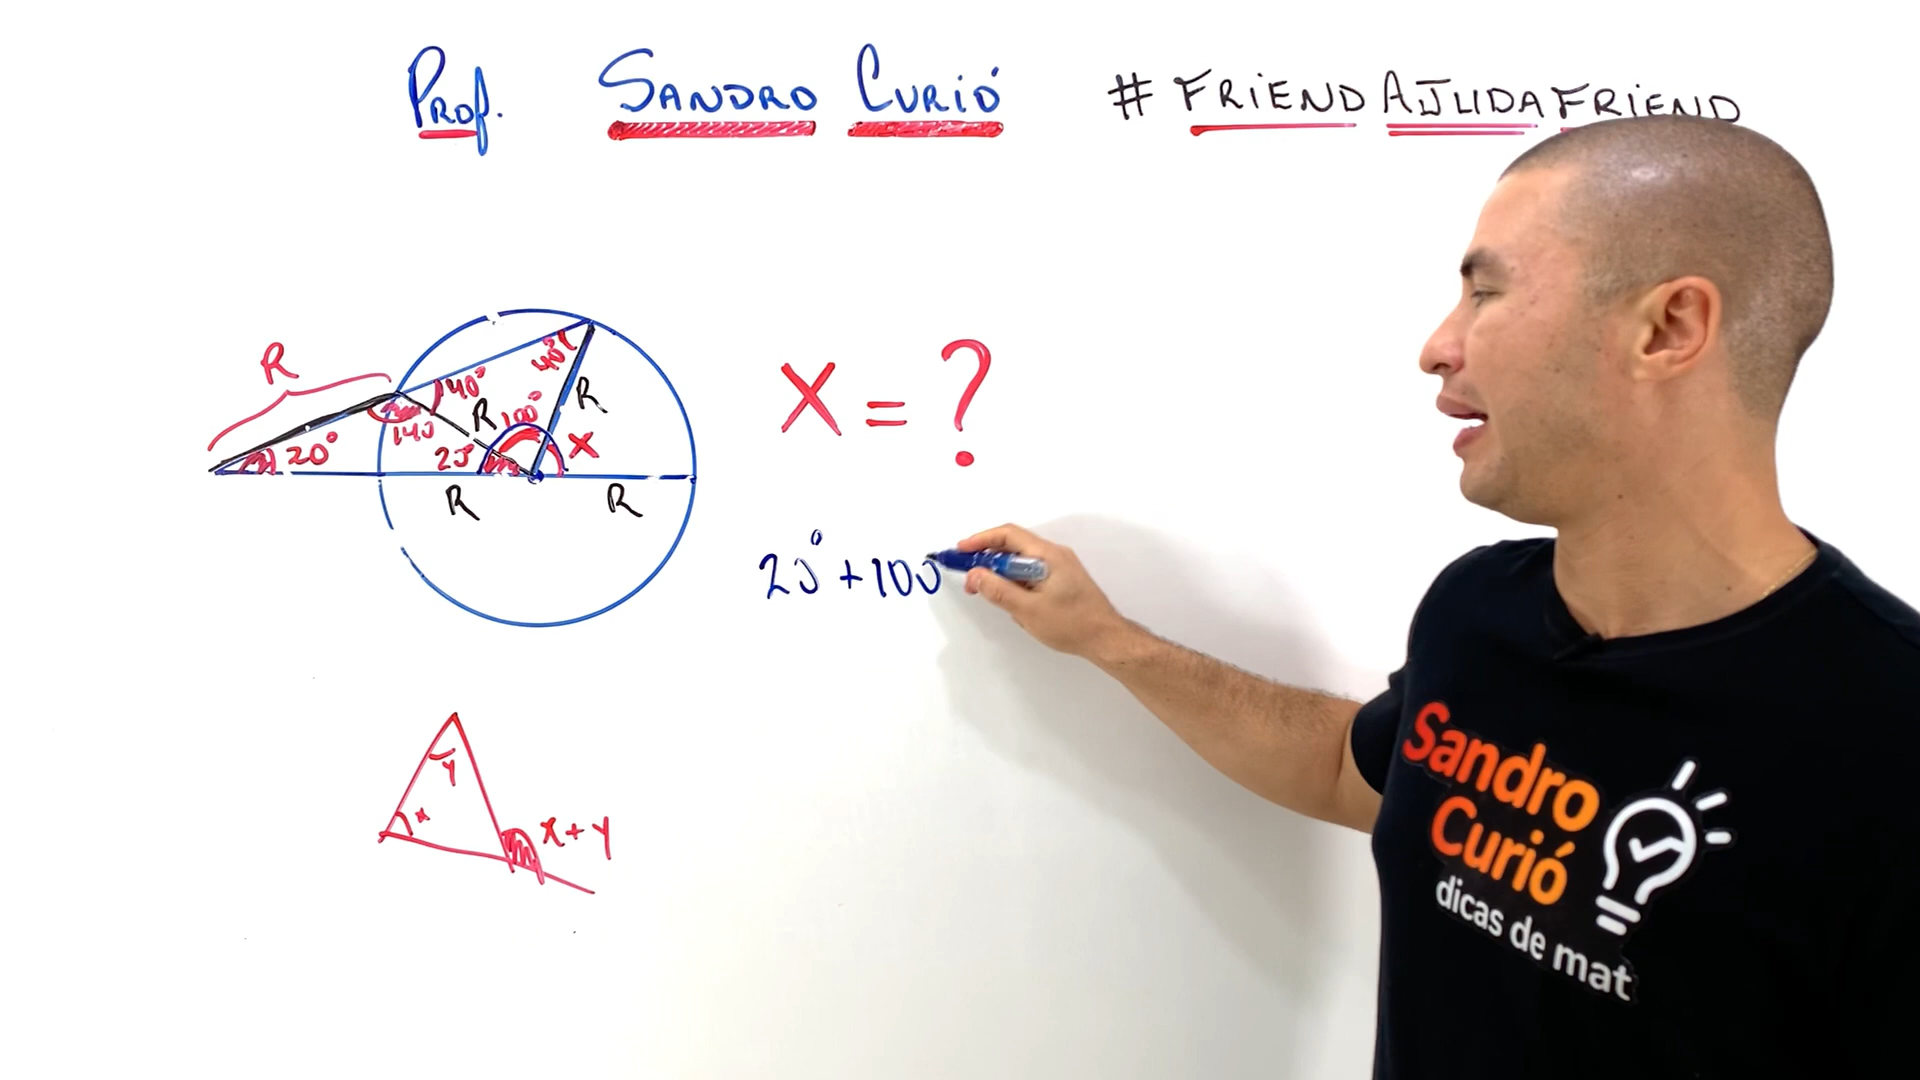 Prof. SANDRO CURIÓ #FRIENDAJUDAFRIEND
R
40°
40°
R
R
100°
140
20°
20°
X
R
R
X = ?
20° + 100
y
x
x + y
Sandro
Curió
dicas de mat